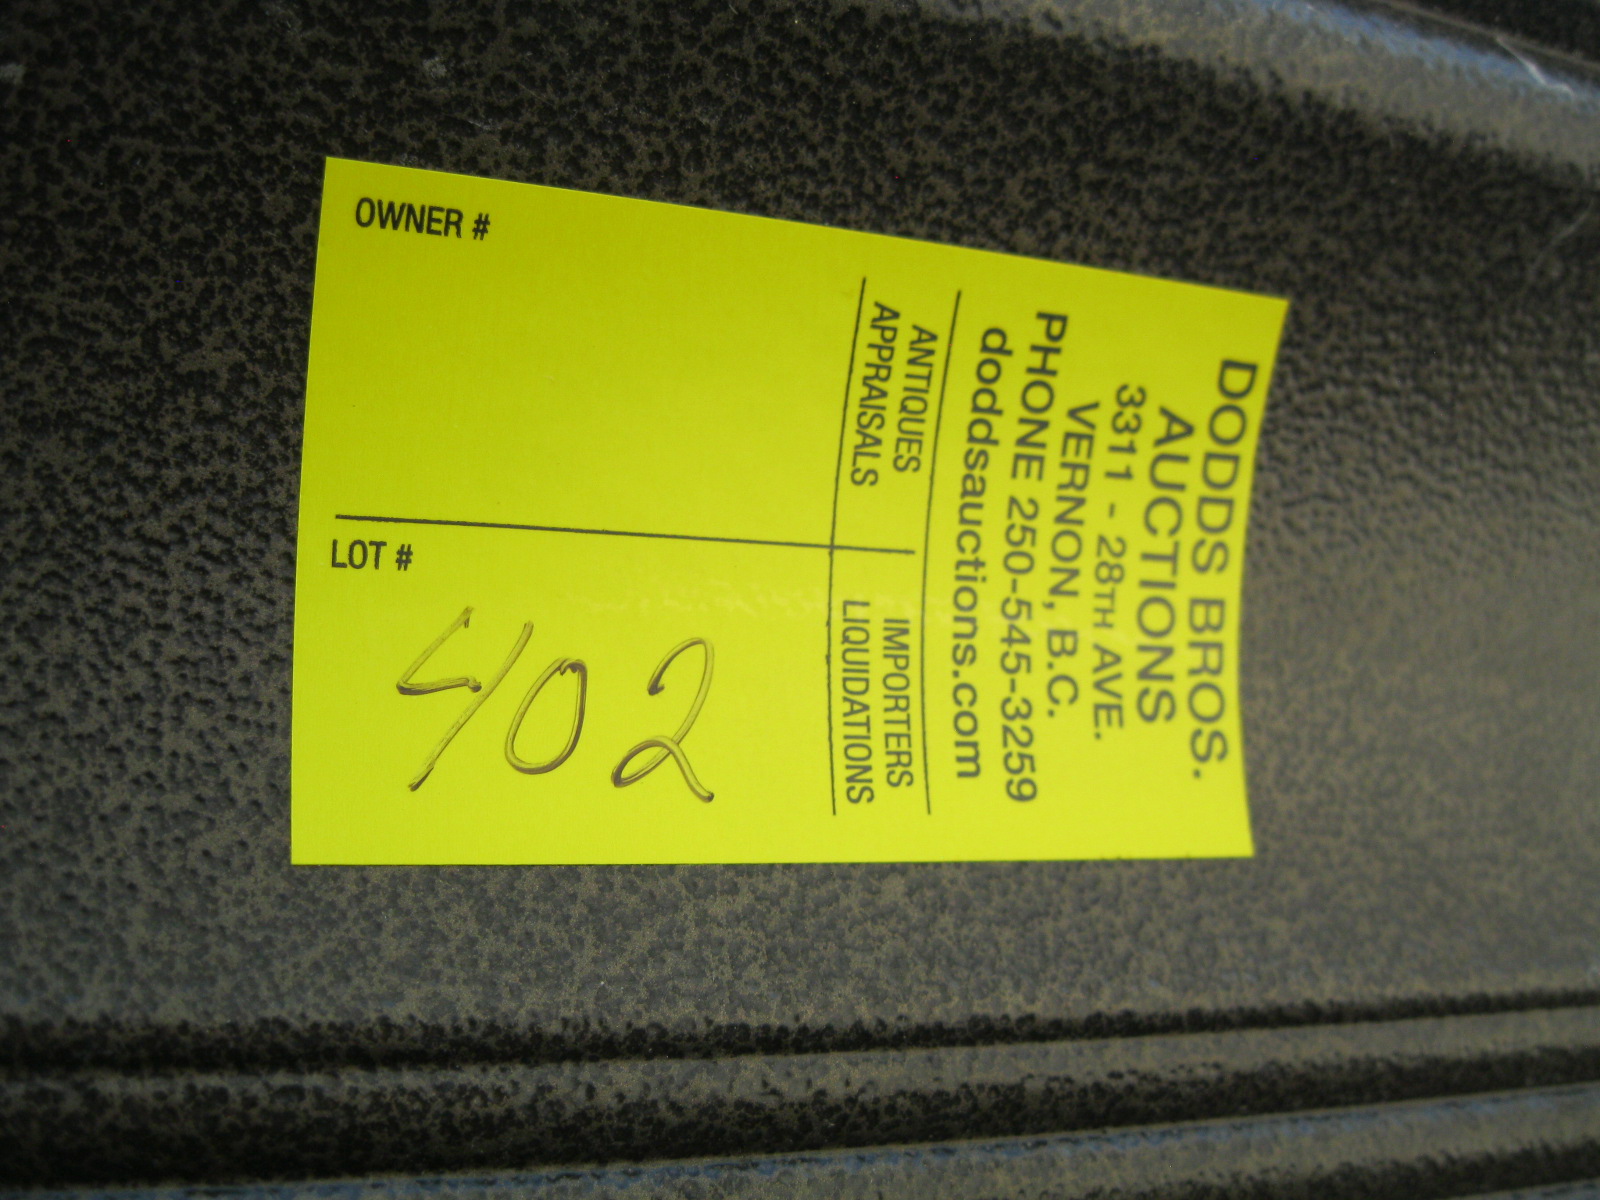 DODDS BROS.
AUCTIONS
3311 - 28TH AVE.
VERNON, B.C.
PHONE 250-545-3259
doddsauctions.com
ANTIQUES
APPRAISALS
IMPORTERS
LIQUIDATIONS
OWNER #
LOT #
402